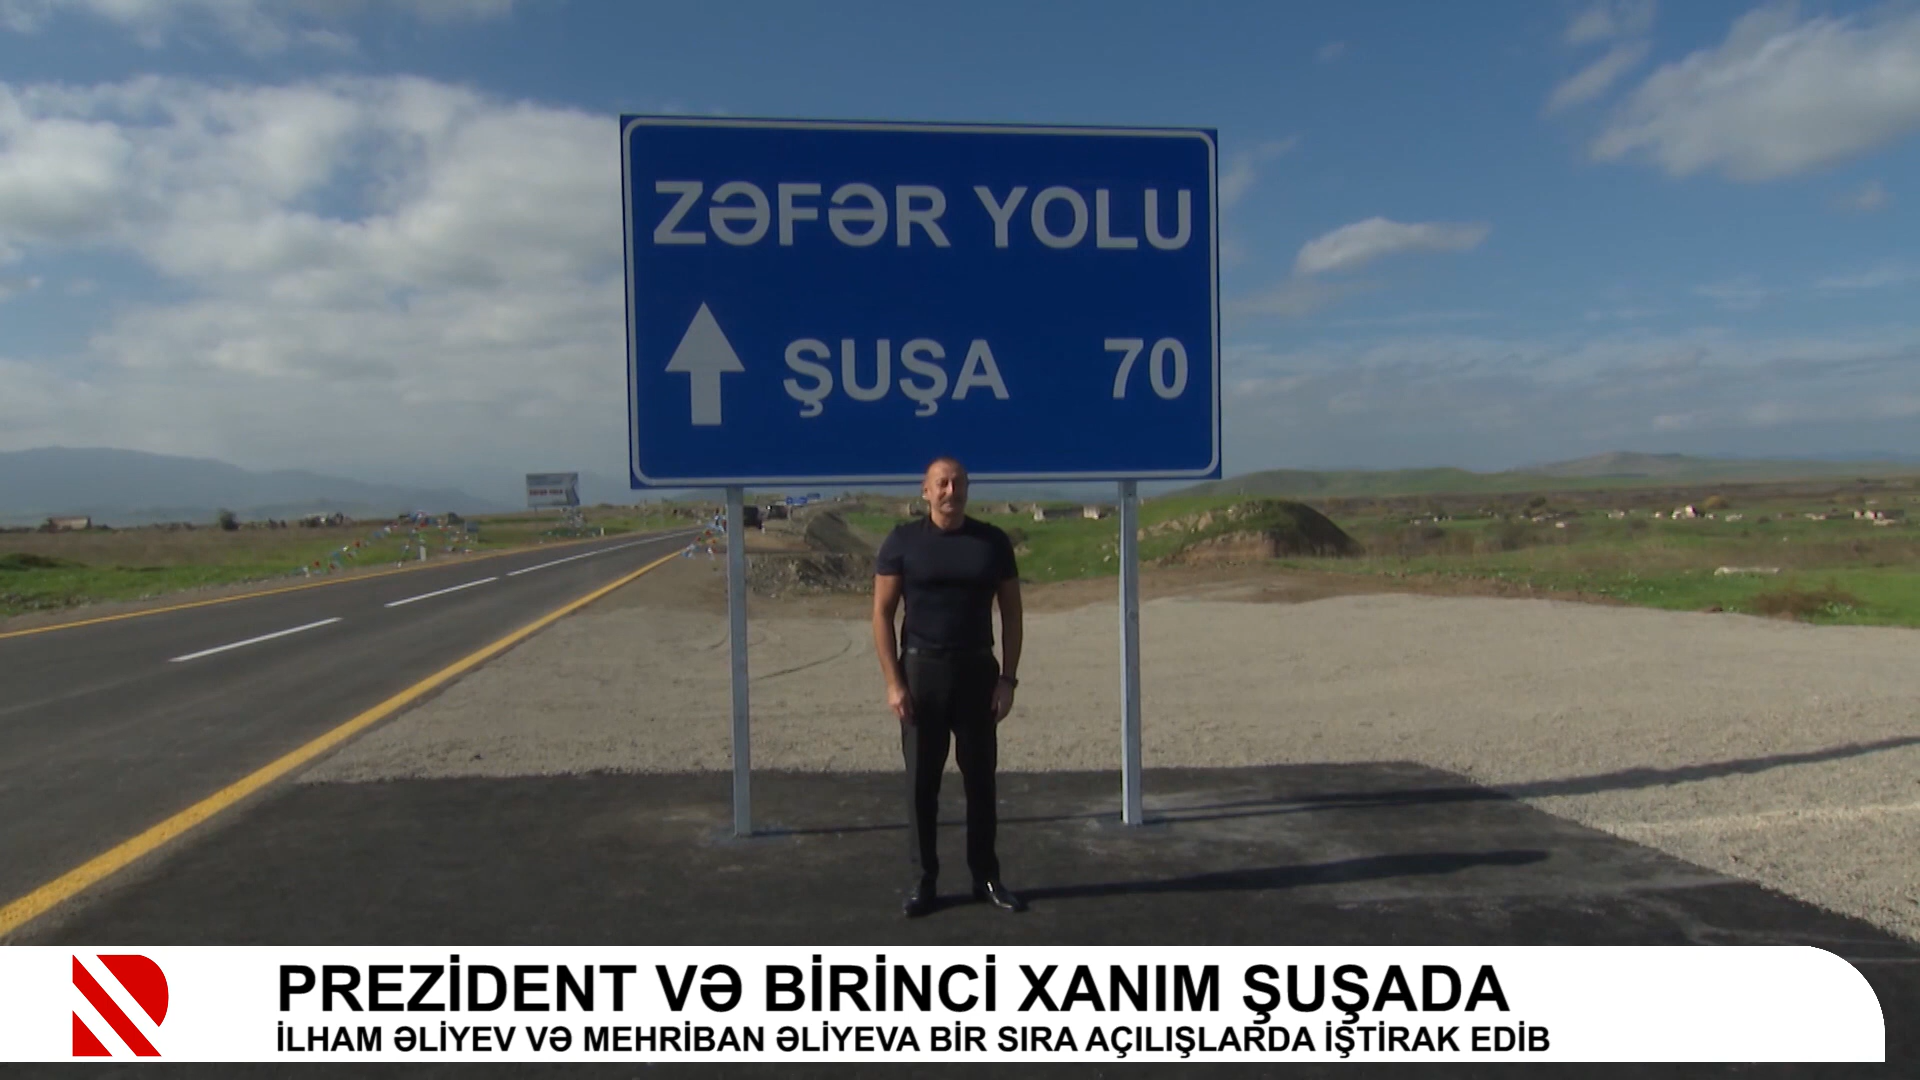 ZƏFƏR YOLU
ŞUŞA 70
PREZİDENT VƏ BİRİNCİ XANIM ŞUŞADA
İLHAM ƏLİYEV VƏ MEHRİBAN ƏLİYEVA BİR SIRA AÇILIŞLARDA İŞTİRAK EDİB